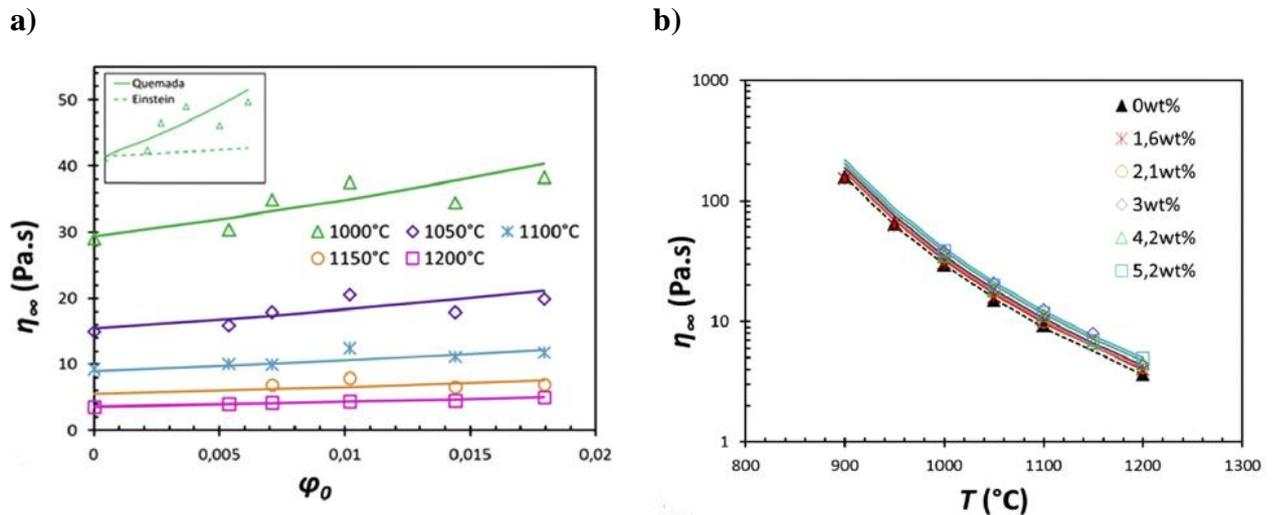 a)
b)
Quemada
Einstein
50
40
30
20
10
0
0
0,005
0,01
0,015
0,02
1000°C
1050°C
1100°C
1150°C
1200°C
η∞ (Pa.s)
φ0
1000
100
10
1
800
900
1000
1100
1200
1300
0wt%
1,6wt%
2,1wt%
3wt%
4,2wt%
5,2wt%
η∞ (Pa.s)
T (°C)